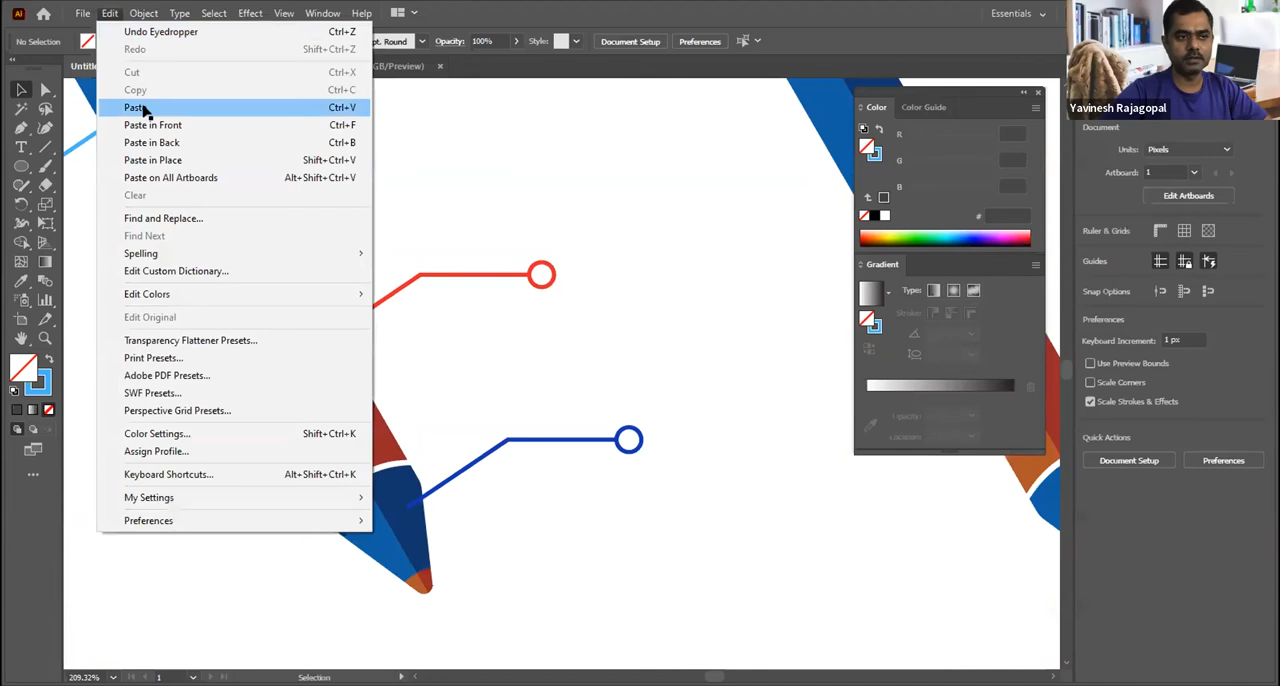 Ai File Edit Object Type Select Effect View Window Help Essentials
No Selection pt. Round Opacity: 100% Style: Document Setup Preferences
GB/Preview) ×
Undo Eyedropper Ctrl+Z
Redo Shift+Ctrl+Z
Cut Ctrl+X
Copy Ctrl+C
Paste Ctrl+V
Paste in Front Ctrl+F
Paste in Back Ctrl+B
Paste in Place Shift+Ctrl+V
Paste on All Artboards Alt+Shift+Ctrl+V
Clear
Find and Replace...
Find Next
Spelling
Edit Custom Dictionary...
Edit Colors
Edit Original
Transparency Flattener Presets...
Print Presets...
Adobe PDF Presets...
SWF Presets...
Perspective Grid Presets...
Color Settings... Shift+Ctrl+K
Assign Profile...
Keyboard Shortcuts... Alt+Shift+Ctrl+K
My Settings
Preferences
Color Color Guide
R
G
B
#
Gradient
Type:
Stroke:
Opacity:
Location:
Yavinesh Rajagopal
Document
Units: Pixels
Artboard: 1
Edit Artboards
Ruler & Grids
Guides
Snap Options
Preferences
Keyboard Increment: 1 px
Use Preview Bounds
Scale Corners
Scale Strokes & Effects
Quick Actions
Document Setup Preferences
209.32% 1 Selection